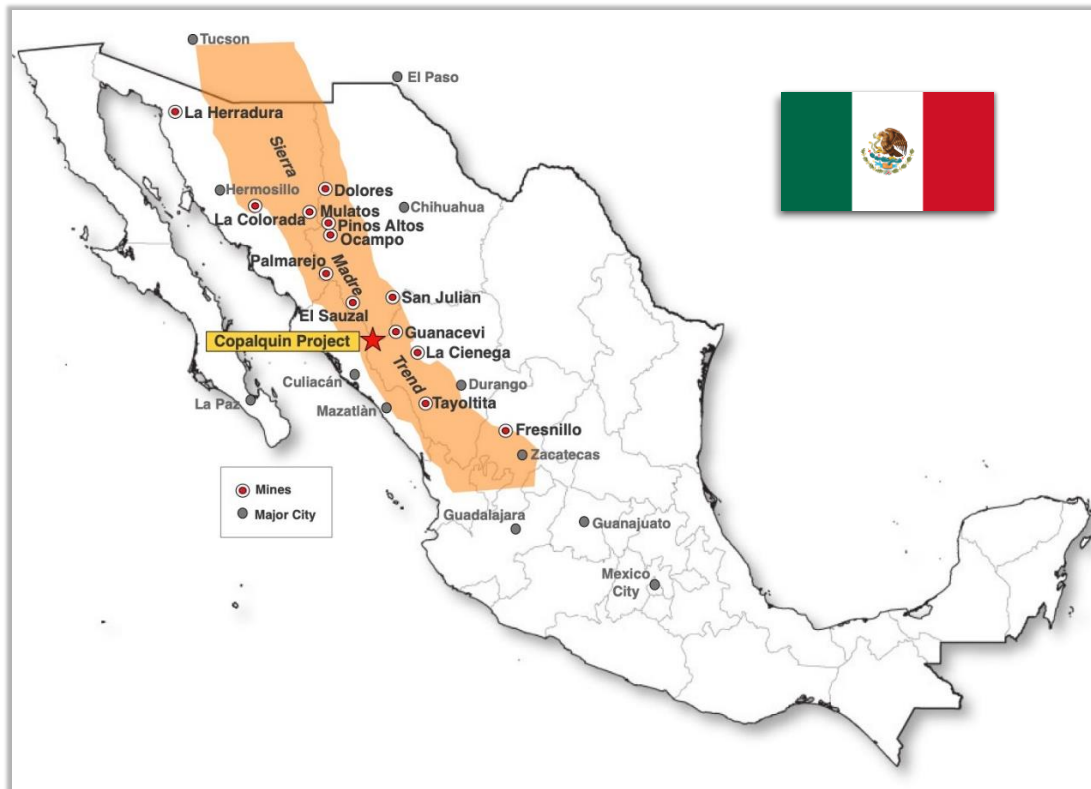 Tucson
El Paso
La Herradura
Sierra
Hermosillo
Dolores
La Colorada
Mulatos
Chihuahua
Pinos Altos
Ocampo
Palmarejo
Madre
San Julian
El Sauzal
Guanacevi
Copalquin Project
La Cienega
Culiacán
Trend
Durango
La Paz
Mazatlàn
Tayoltita
Fresnillo
Zacatecas
Mines
Major City
Guadalajara
Guanajuato
Mexico
City